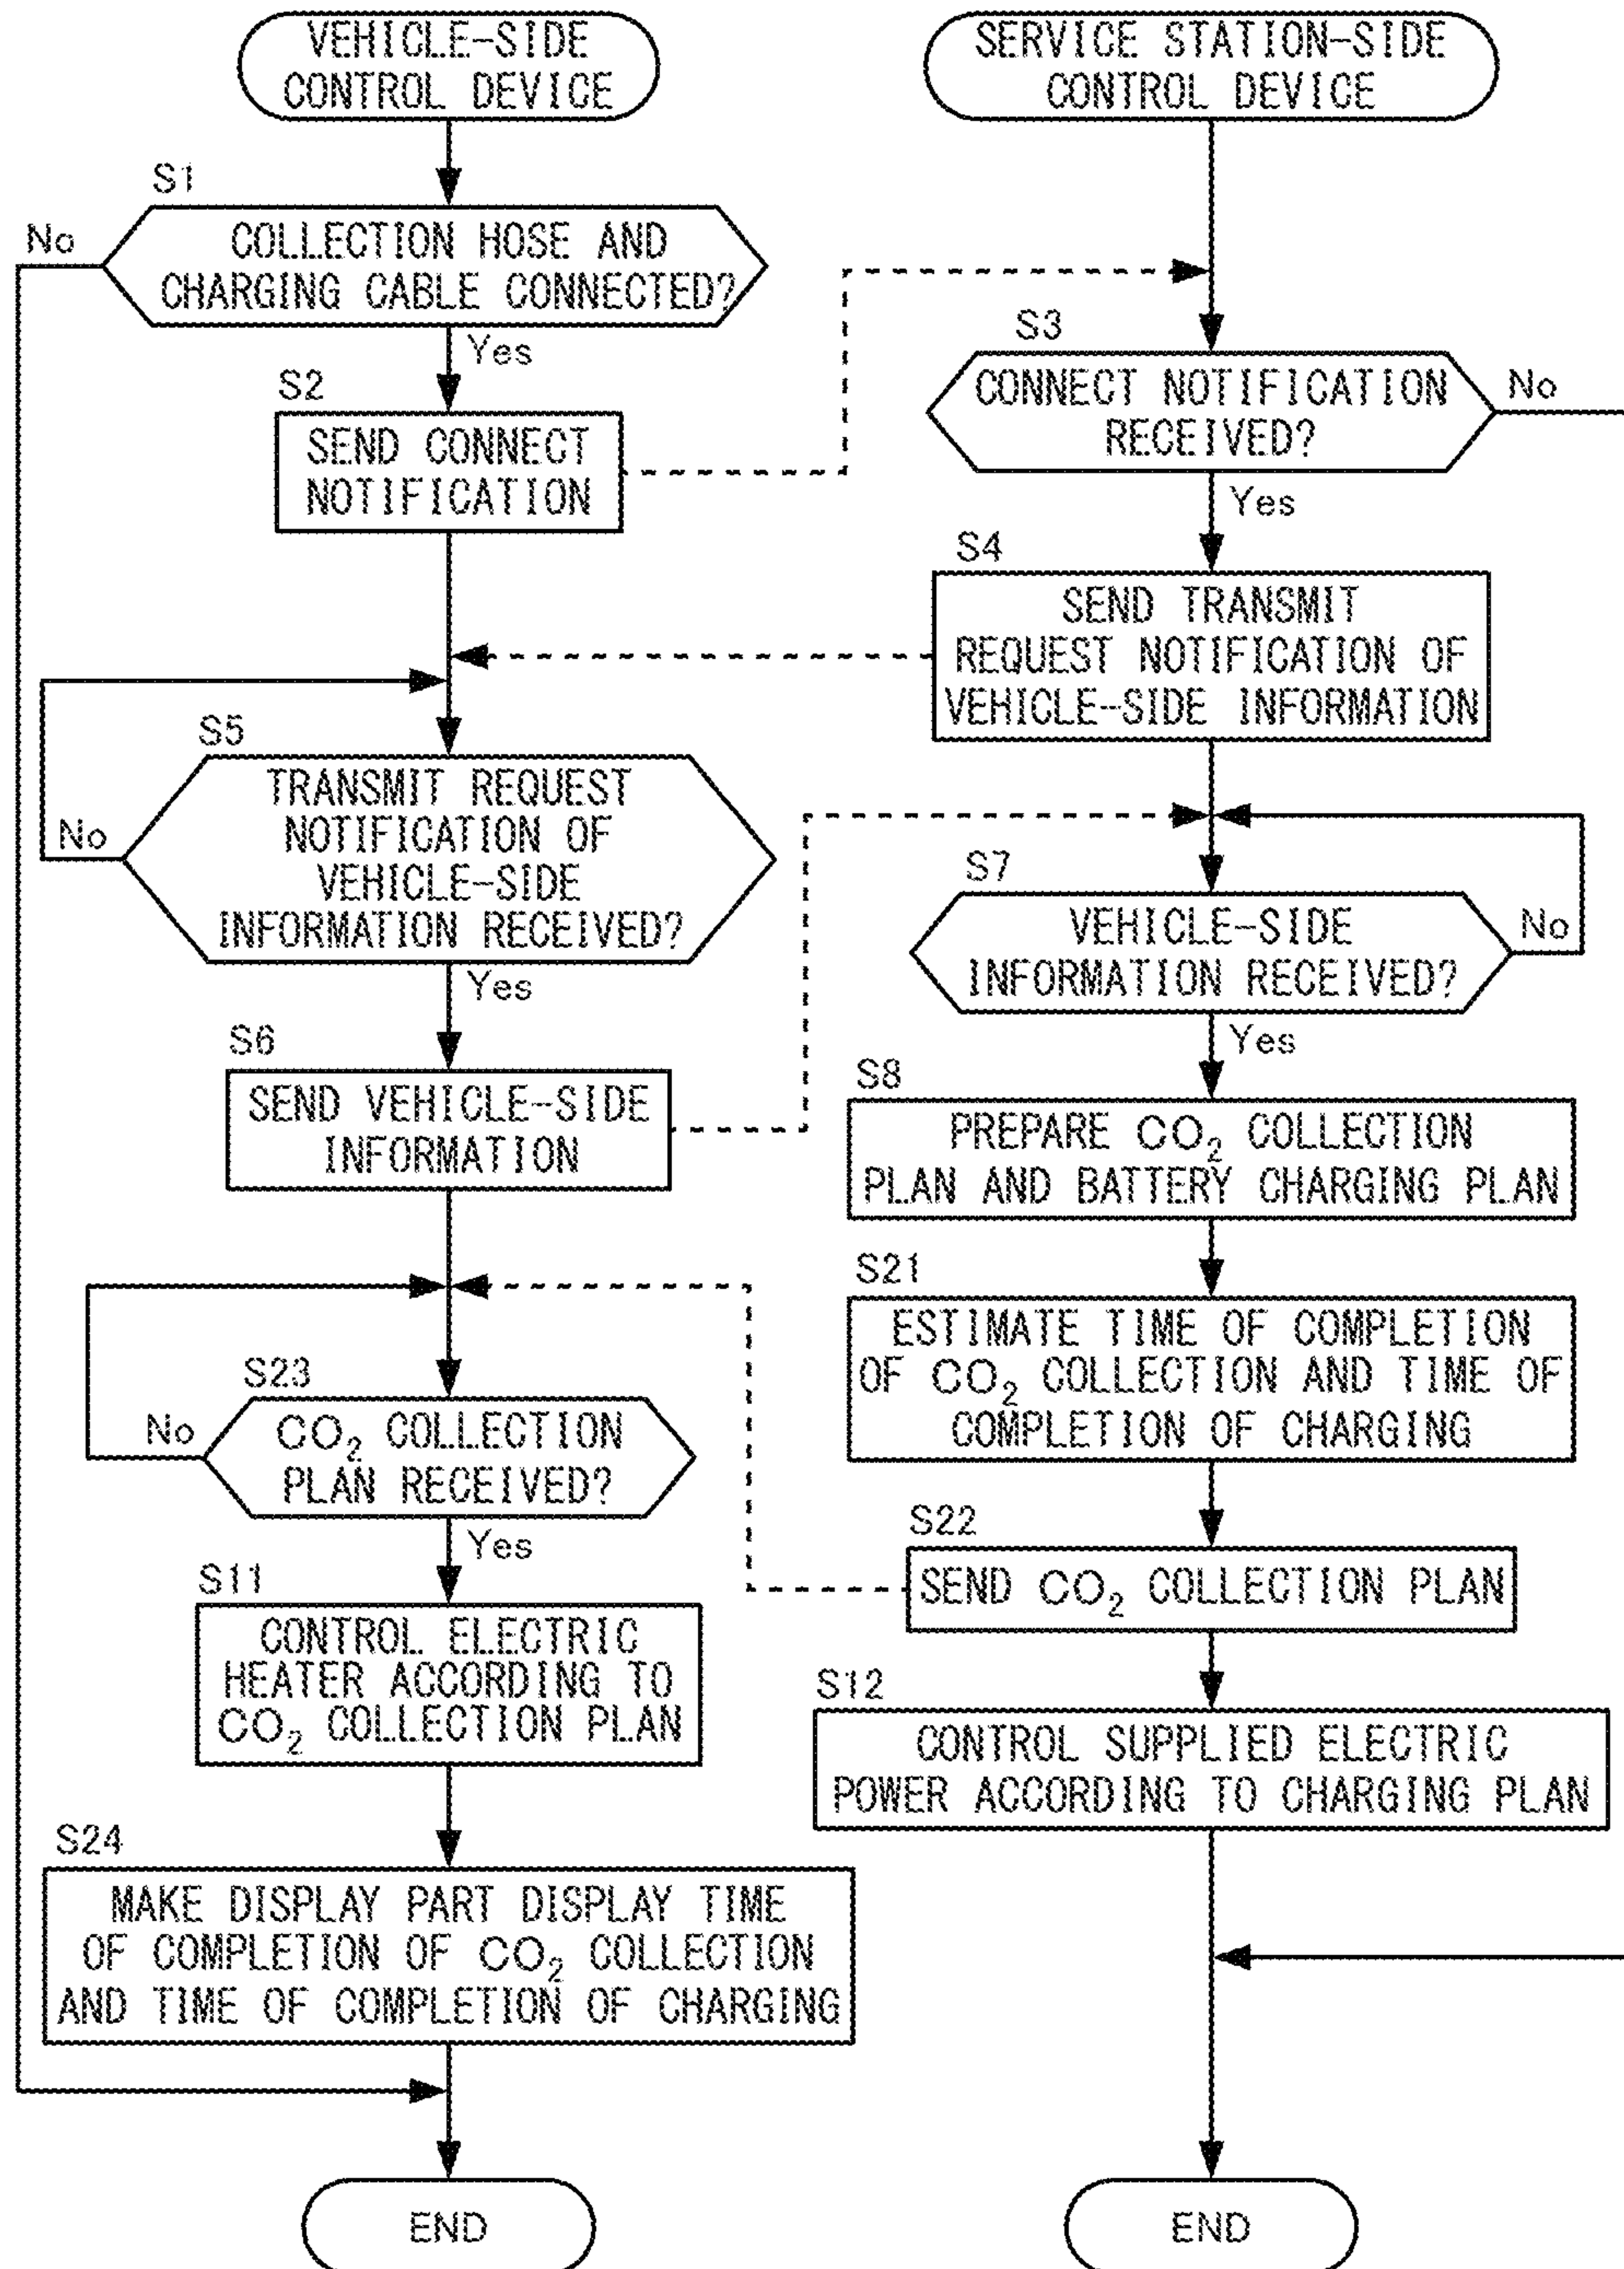 VEHICLE-SIDE
CONTROL DEVICE
S1
No
COLLECTION HOSE AND
CHARGING CABLE CONNECTED?
Yes
S2
SEND CONNECT
NOTIFICATION
S5
TRANSMIT REQUEST
NOTIFICATION OF
VEHICLE-SIDE
INFORMATION RECEIVED?
No
Yes
S6
SEND VEHICLE-SIDE
INFORMATION
S23
No
CO₂ COLLECTION
PLAN RECEIVED?
Yes
S11
CONTROL ELECTRIC
HEATER ACCORDING TO
CO₂ COLLECTION PLAN
S24
MAKE DISPLAY PART DISPLAY TIME
OF COMPLETION OF CO₂ COLLECTION
AND TIME OF COMPLETION OF CHARGING
END
SERVICE STATION-SIDE
CONTROL DEVICE
S3
CONNECT NOTIFICATION
RECEIVED?
No
Yes
S4
SEND TRANSMIT
REQUEST NOTIFICATION OF
VEHICLE-SIDE INFORMATION
S7
VEHICLE-SIDE
INFORMATION RECEIVED?
No
Yes
S8
PREPARE CO₂ COLLECTION
PLAN AND BATTERY CHARGING PLAN
S21
ESTIMATE TIME OF COMPLETION
OF CO₂ COLLECTION AND TIME OF
COMPLETION OF CHARGING
S22
SEND CO₂ COLLECTION PLAN
S12
CONTROL SUPPLIED ELECTRIC
POWER ACCORDING TO CHARGING PLAN
END